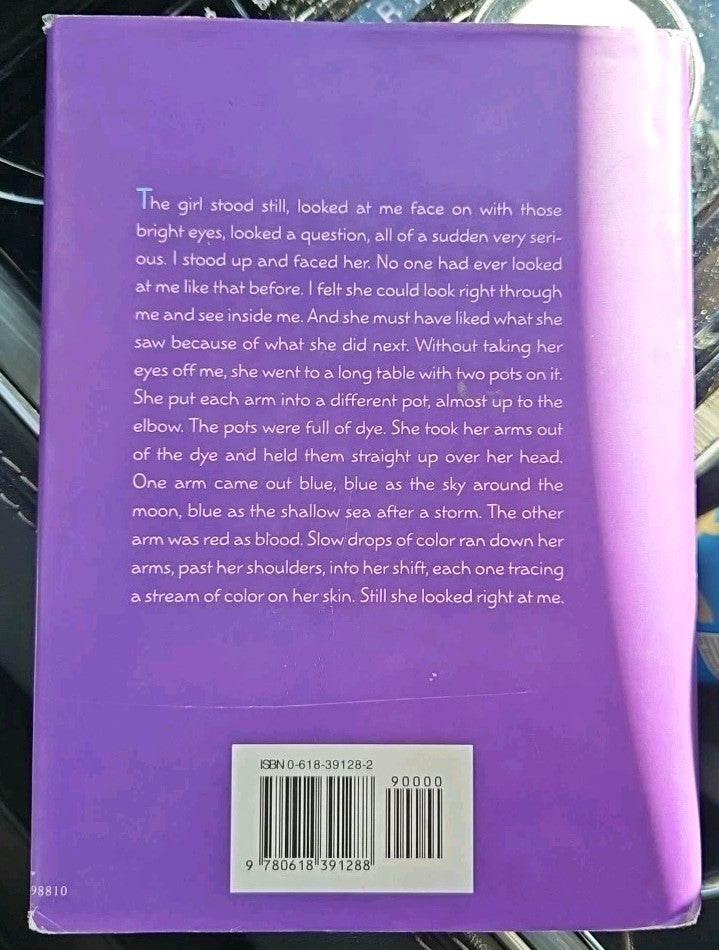 The girl stood still, looked at me face on with those
bright eyes, looked a question, all of a sudden very seri-
ous. I stood up and faced her. No one had ever looked
at me like that before. I felt she could look right through
me and see inside me. And she must have liked what she
saw because of what she did next. Without taking her
eyes off me, she went to a long table with two pots on it.
She put each arm into a different pot, almost up to the
elbow. The pots were full of dye. She took her arms out
of the dye and held them straight up over her head.
One arm came out blue, blue as the sky around the
moon, blue as the shallow sea after a storm. The other
arm was red as blood. Slow drops of color ran down her
arms, past her shoulders, into her shift, each one tracing
a stream of color on her skin. Still she looked right at me.
ISBN 0-618-39128-2
90000
9 780618 391288
98810